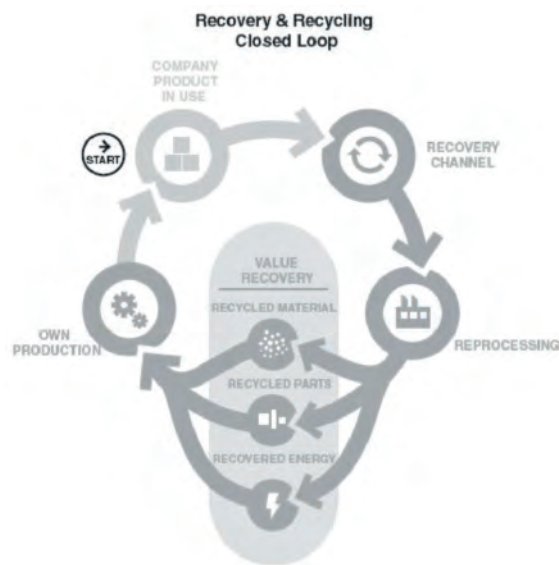 Recovery & Recycling
Closed Loop
COMPANY
PRODUCT
IN USE
START
RECOVERY
CHANNEL
VALUE
RECOVERY
RECYCLED MATERIAL
OWN
PRODUCTION
REPROCESSING
RECYCLED PARTS
RECOVERED ENERGY